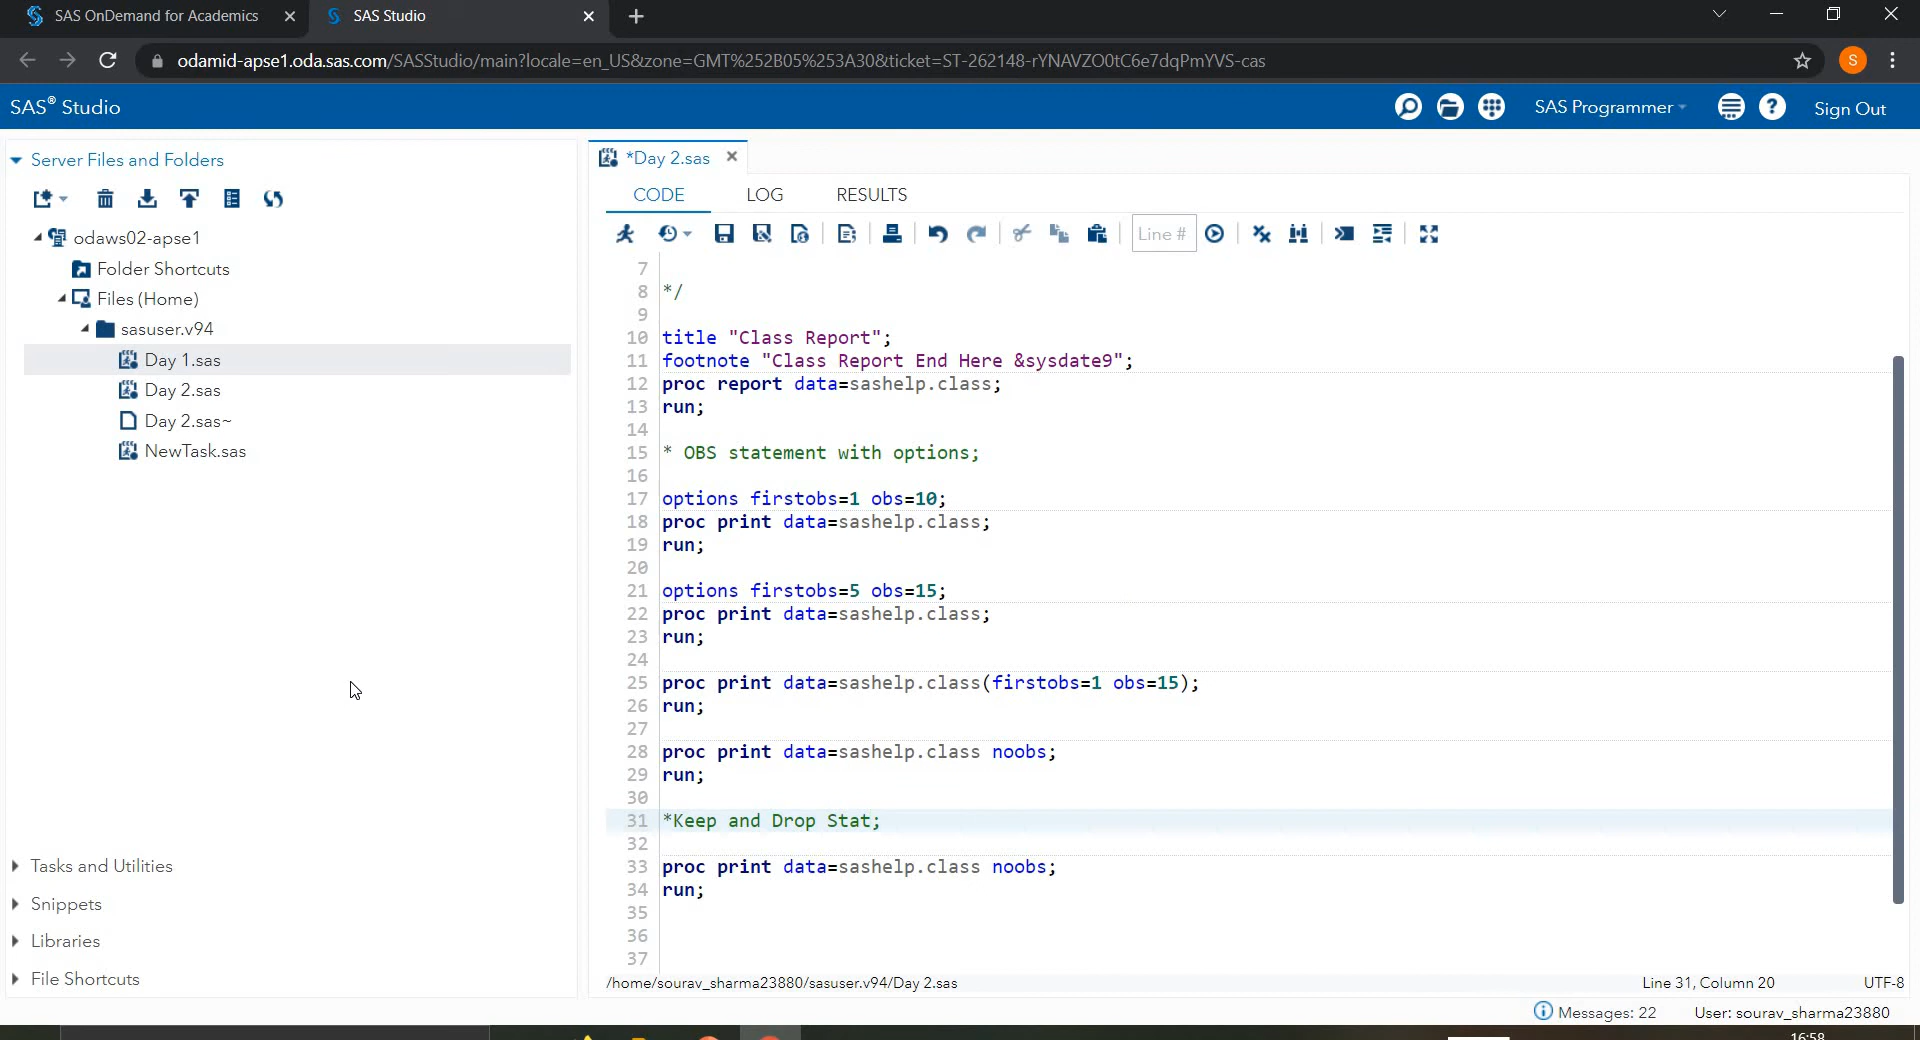 SAS OnDemand for Academics
SAS Studio
odamid-apse1.oda.sas.com/SASStudio/main?locale=en_US&zone=GMT%252B05%253A30&ticket=ST-262148-rYNAVZO0tC6e7dqPmYVS-cas
S
SAS® Studio
SAS Programmer
Sign Out
Server Files and Folders
odaws02-apse1
Folder Shortcuts
Files (Home)
sasuser.v94
Day 1.sas
Day 2.sas
Day 2.sas~
NewTask.sas
Tasks and Utilities
Snippets
Libraries
File Shortcuts
*Day 2.sas
CODE LOG RESULTS
Line #
7
8 */
9
10 title "Class Report";
11 footnote "Class Report End Here &sysdate9";
12 proc report data=sashelp.class;
13 run;
14
15 * OBS statement with options;
16
17 options firstobs=1 obs=10;
18 proc print data=sashelp.class;
19 run;
20
21 options firstobs=5 obs=15;
22 proc print data=sashelp.class;
23 run;
24
25 proc print data=sashelp.class(firstobs=1 obs=15);
26 run;
27
28 proc print data=sashelp.class noobs;
29 run;
30
31 *Keep and Drop Stat;
32
33 proc print data=sashelp.class noobs;
34 run;
35
36
37
/home/sourav_sharma23880/sasuser.v94/Day 2.sas
Line 31, Column 20
UTF-8
Messages: 22
User: sourav_sharma23880
16:58